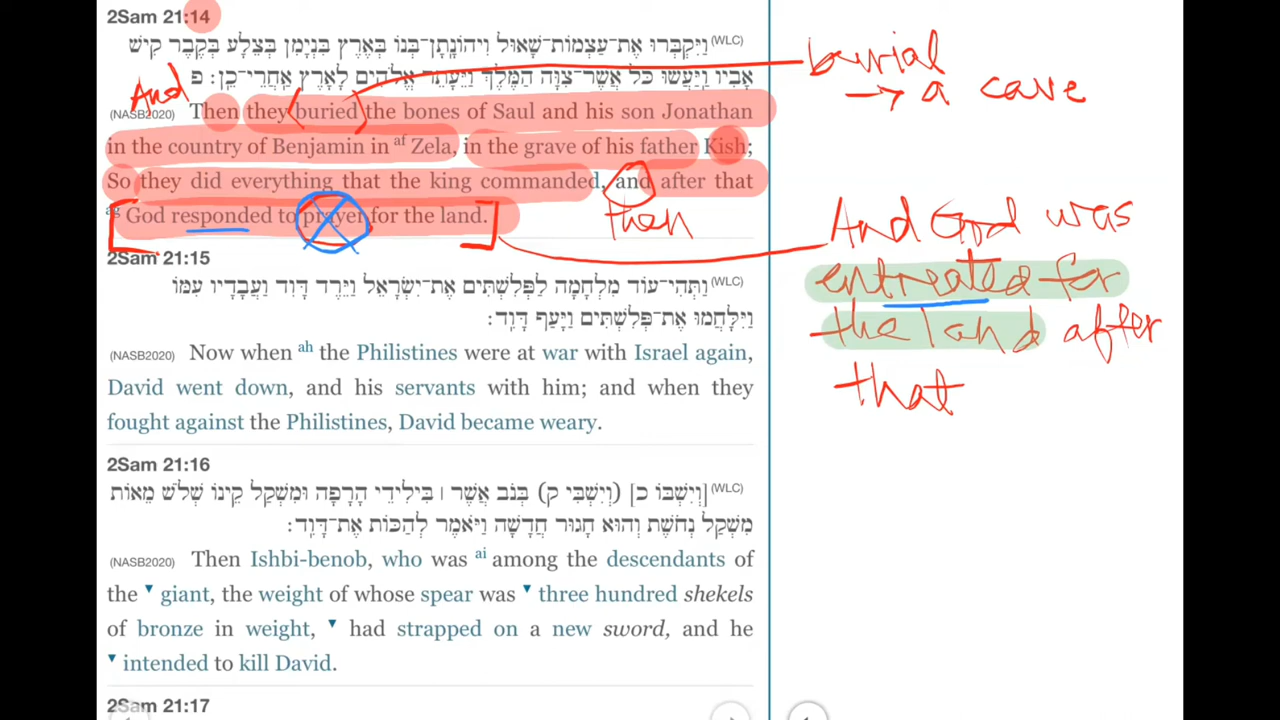 2Sam 21:14
(WLC) וַיִּקְבְּרוּ אֶת־עַצְמוֹת־שָׁאוּל וִיהוֹנָתָן־בְּנוֹ בְּאֶרֶץ בִּנְיָמִן בְּצֵלָע בְּקֶבֶר קִישׁ
אָבִיו וַיַּעֲשׂוּ כֹּל אֲשֶׁר־צִוָּה הַמֶּלֶךְ וַיֵּעָתֵר אֱלֹהִים לָאָרֶץ אַחֲרֵי־כֵן׃ פ
And
(NASB2020) Then they (buried) the bones of Saul and his son Jonathan
in the country of Benjamin in af Zela, in the grave of his father Kish;
So they did everything that the king commanded, and after that
ag God responded to prayer for the land.
then
burial
→ a cave
And God was
entreated for
the land after
that
2Sam 21:15
(WLC) וַתְּהִי־עוֹד מִלְחָמָה לַפְּלִשְׁתִּים אֶת־יִשְׂרָאֵל וַיֵּרֶד דָּוִד וַעֲבָדָיו עִמּוֹ
וַיִּלָּחֲמוּ אֶת־פְּלִשְׁתִּים וַיָּעַף דָּוִד׃
(NASB2020) Now when ah the Philistines were at war with Israel again,
David went down, and his servants with him; and when they
fought against the Philistines, David became weary.
2Sam 21:16
(WLC) [וְיִשְׁבּוֹ כ] (וְיִשְׁבִּי ק) בְּנֹב אֲשֶׁר ׀ בִּילִידֵי הָרָפָה וּמִשְׁקַל קֵינוֹ שְׁלֹשׁ מֵאוֹת
מִשְׁקַל נְחֹשֶׁת וְהוּא חָגוּר חֲדָשָׁה וַיֹּאמֶר לְהַכּוֹת אֶת־דָּוִד׃
(NASB2020) Then Ishbi-benob, who was ai among the descendants of
the ▼ giant, the weight of whose spear was ▼ three hundred shekels
of bronze in weight, ▼ had strapped on a new sword, and he
▼ intended to kill David.
2Sam 21:17